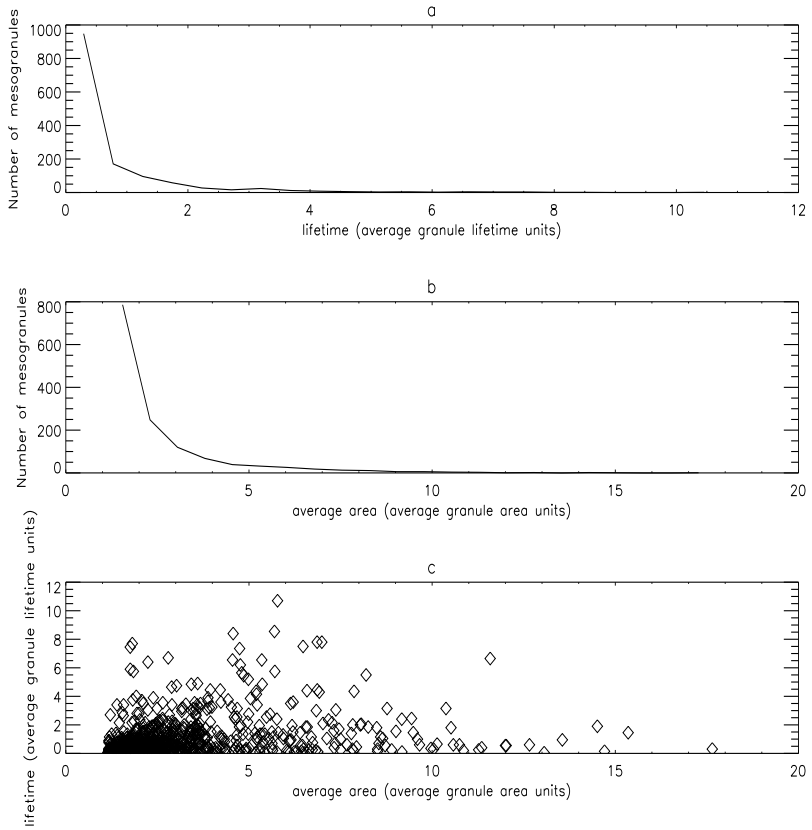 a
Number of mesogranules
1000
800
600
400
200
0
0 2 4 6 8 10 12
lifetime (average granule lifetime units)
b
Number of mesogranules
800
600
400
200
0
0 5 10 15 20
average area (average granule area units)
c
lifetime (average granule lifetime units)
12
10
8
6
4
2
0
0 5 10 15 20
average area (average granule area units)